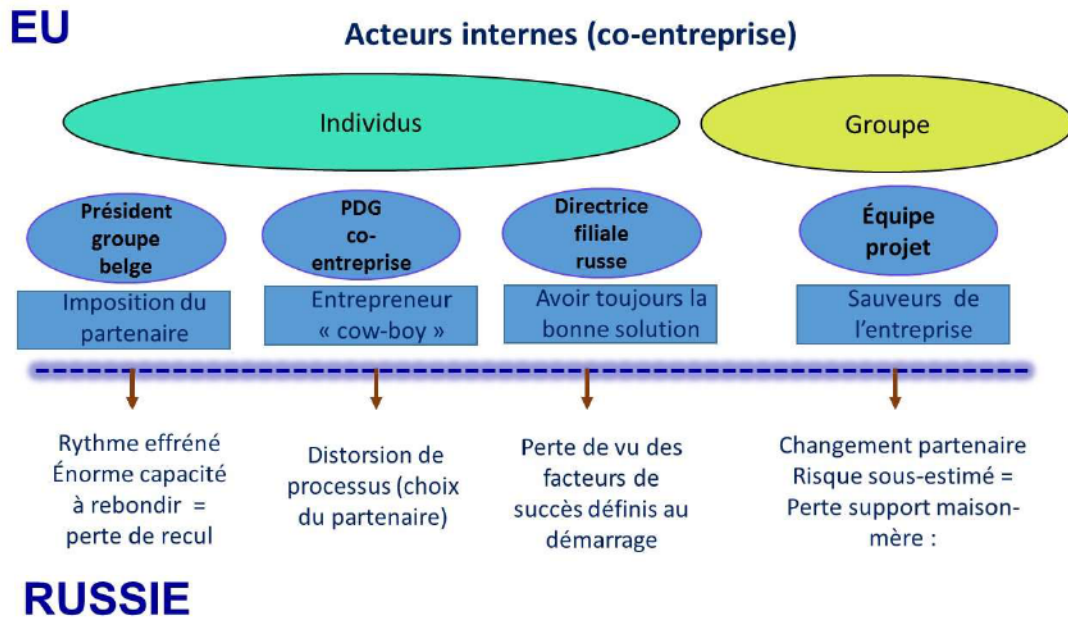 EU
Acteurs internes (co-entreprise)
Individus
Groupe
Président
groupe
belge
PDG
co-
entreprise
Directrice
filiale
russe
Équipe
projet
Imposition du
partenaire
Entrepreneur
« cow-boy »
Avoir toujours la
bonne solution
Sauveurs de
l’entreprise
Rythme effréné
Énorme capacité
à rebondir =
perte de recul
Distorsion de
processus (choix
du partenaire)
Perte de vu des
facteurs de
succès définis au
démarrage
Changement partenaire
Risque sous-estimé =
Perte support maison-
mère :
RUSSIE